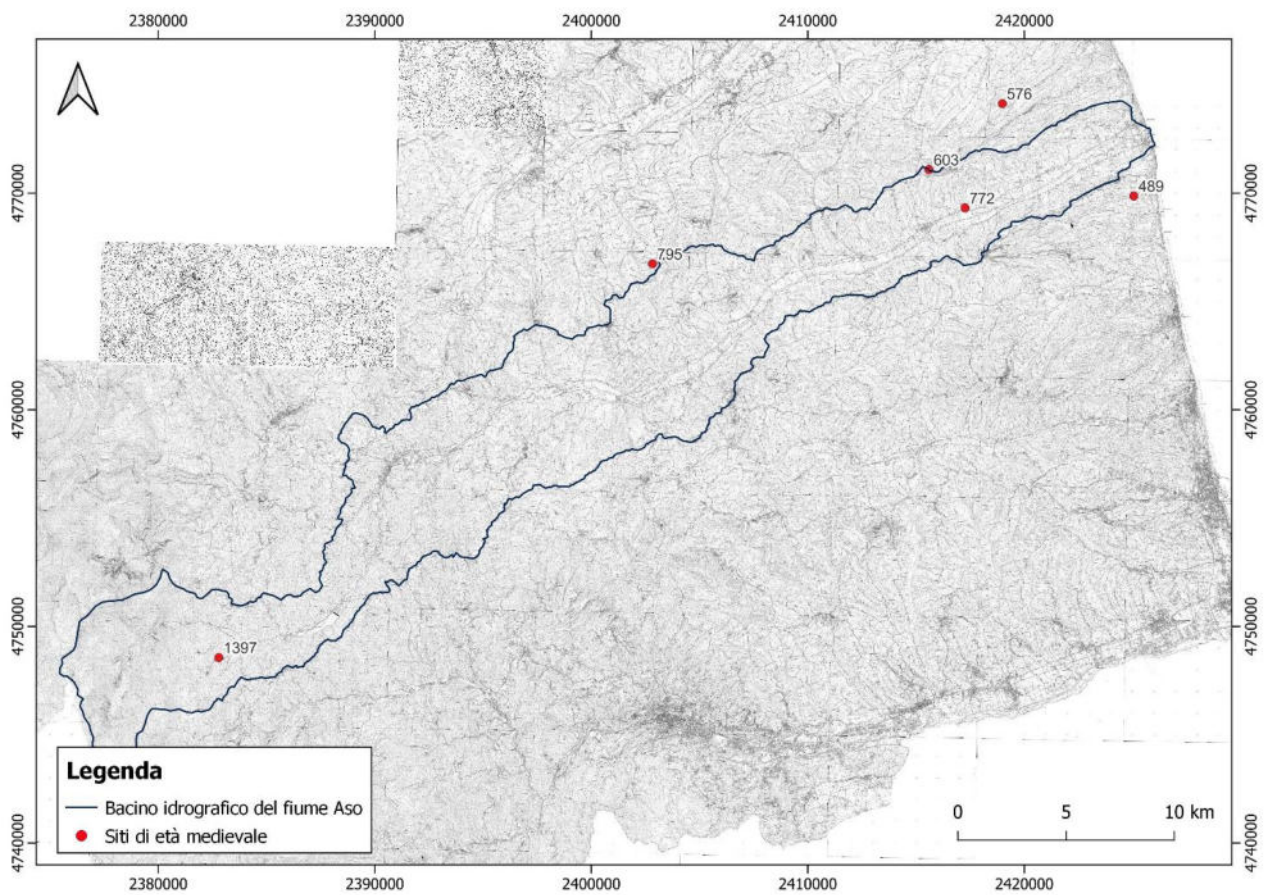 2380000 2390000 2400000 2410000 2420000
576
603
4770000 772 489 4770000
795
4760000 4760000
4750000 4750000
1397
Legenda
Bacino idrografico del fiume Aso
Siti di età medievale
0 5 10 km
4740000 4740000
2380000 2390000 2400000 2410000 2420000